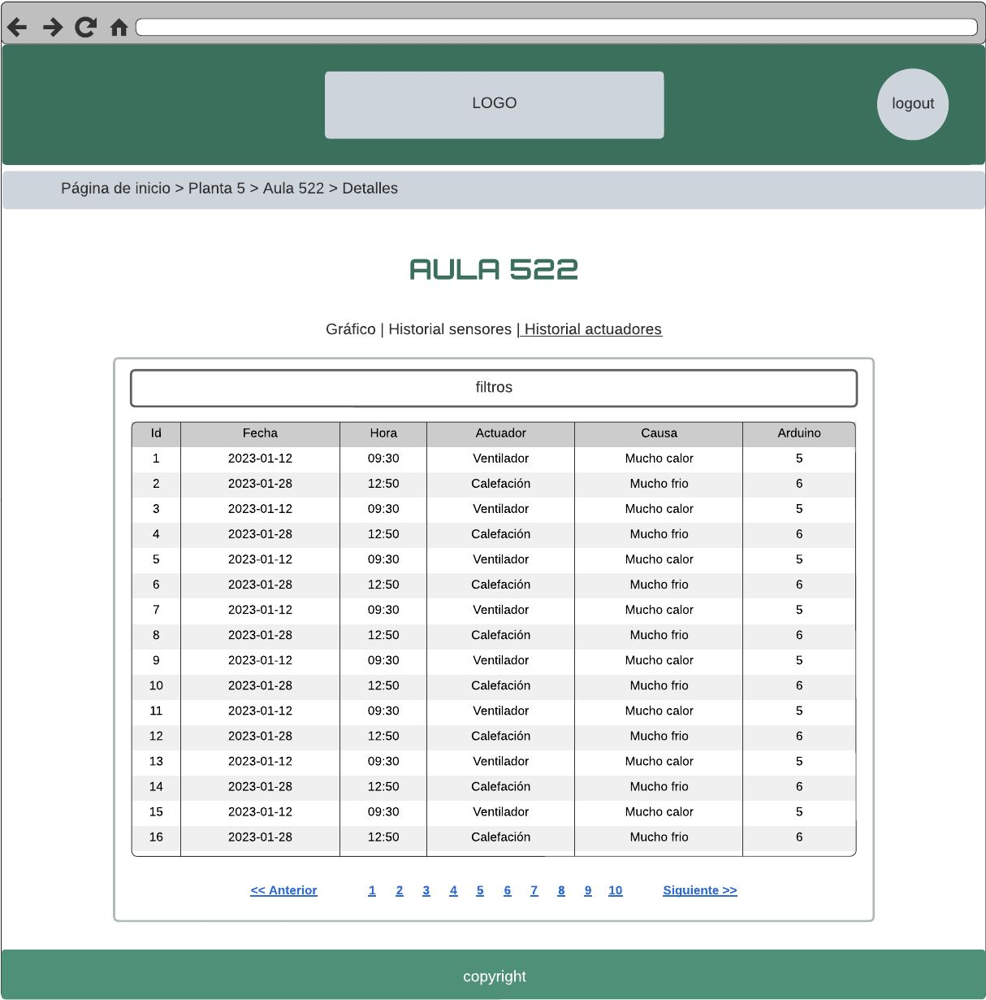 LOGO
logout
Página de inicio > Planta 5 > Aula 522 > Detalles
AULA 522
Gráfico | Historial sensores | Historial actuadores
filtros
Id Fecha Hora Actuador Causa Arduino
1 2023-01-12 09:30 Ventilador Mucho calor 5
2 2023-01-28 12:50 Calefación Mucho frio 6
3 2023-01-12 09:30 Ventilador Mucho calor 5
4 2023-01-28 12:50 Calefación Mucho frio 6
5 2023-01-12 09:30 Ventilador Mucho calor 5
6 2023-01-28 12:50 Calefación Mucho frio 6
7 2023-01-12 09:30 Ventilador Mucho calor 5
8 2023-01-28 12:50 Calefación Mucho frio 6
9 2023-01-12 09:30 Ventilador Mucho calor 5
10 2023-01-28 12:50 Calefación Mucho frio 6
11 2023-01-12 09:30 Ventilador Mucho calor 5
12 2023-01-28 12:50 Calefación Mucho frio 6
13 2023-01-12 09:30 Ventilador Mucho calor 5
14 2023-01-28 12:50 Calefación Mucho frio 6
15 2023-01-12 09:30 Ventilador Mucho calor 5
16 2023-01-28 12:50 Calefación Mucho frio 6
<< Anterior 1 2 3 4 5 6 7 8 9 10 Siguiente >>
copyright